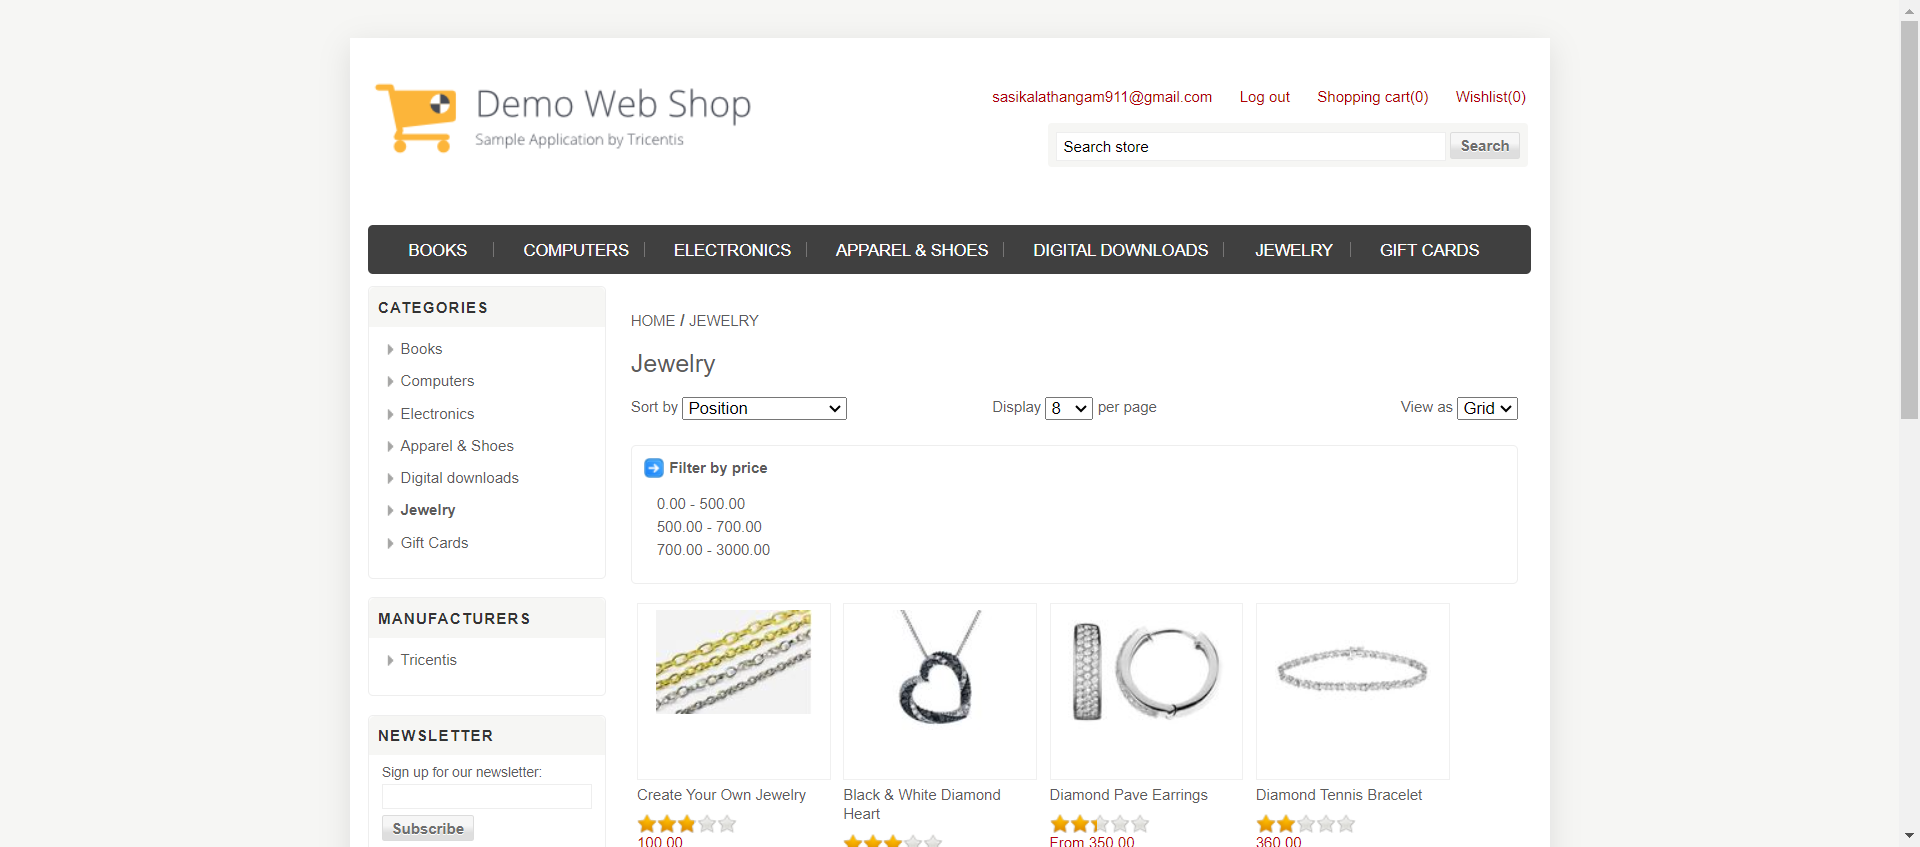 Demo Web Shop
Sample Application by Tricentis
sasikalathangam911@gmail.com Log out Shopping cart(0) Wishlist(0)
Search store Search
BOOKS COMPUTERS ELECTRONICS APPAREL & SHOES DIGITAL DOWNLOADS JEWELRY GIFT CARDS
CATEGORIES
Books
Computers
Electronics
Apparel & Shoes
Digital downloads
Jewelry
Gift Cards
MANUFACTURERS
Tricentis
NEWSLETTER
Sign up for our newsletter:
Subscribe
HOME / JEWELRY
Jewelry
Sort by Position Display 8 per page View as Grid
Filter by price
0.00 - 500.00
500.00 - 700.00
700.00 - 3000.00
Create Your Own Jewelry
100.00
Black & White Diamond
Heart
Diamond Pave Earrings
From 350.00
Diamond Tennis Bracelet
360.00